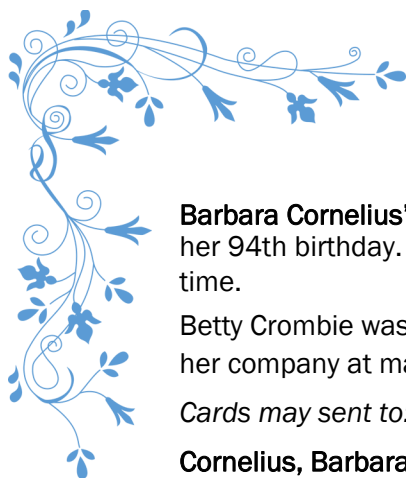 Barbara Cornelius'
her 94th birthday.
time.
Betty Crombie was
her company at ma
Cards may sent to.
Cornelius, Barbara